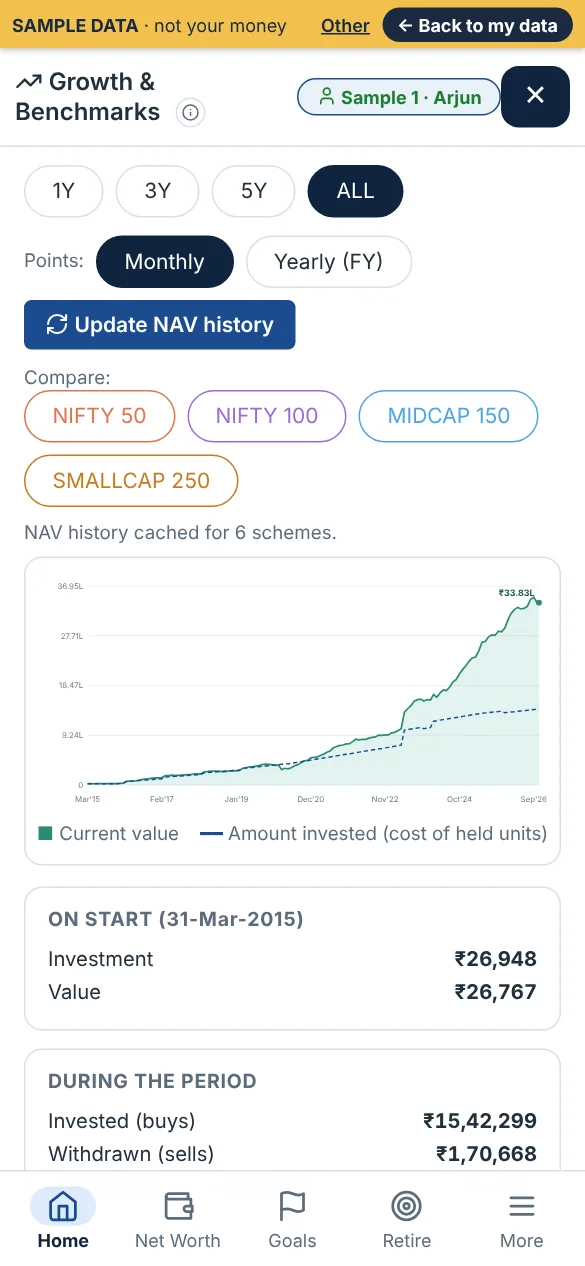 SAMPLE DATA · not your money Other ← Back to my data
Growth &
Benchmarks
Sample 1 · Arjun
1Y 3Y 5Y ALL
Points: Monthly Yearly (FY)
Update NAV history
Compare:
NIFTY 50 NIFTY 100 MIDCAP 150
SMALLCAP 250
NAV history cached for 6 schemes.
36.95L
₹33.83L
27.71L
18.47L
9.24L
0
Mar'15 Feb'17 Jan'19 Dec'20 Nov'22 Oct'24 Sep'26
Current value Amount invested (cost of held units)
ON START (31-Mar-2015)
Investment ₹26,948
Value ₹26,767
DURING THE PERIOD
Invested (buys) ₹15,42,299
Withdrawn (sells) ₹1,70,668
Home Net Worth Goals Retire More